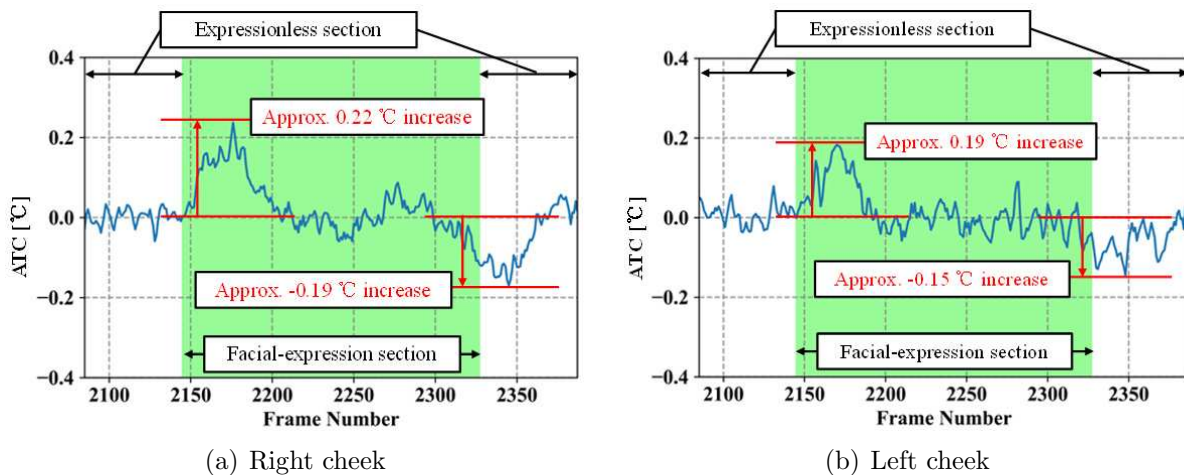 Expressionless section
0.4
Approx. 0.22 ℃ increase
0.2
ATC [℃]
0.0
Approx. -0.19 ℃ increase
−0.2
Facial-expression section
−0.4
2100 2150 2200 2250 2300 2350
Frame Number
(a) Right cheek
Expressionless section
0.4
Approx. 0.19 ℃ increase
0.2
ATC [℃]
0.0
Approx. -0.15 ℃ increase
−0.2
Facial-expression section
−0.4
2100 2150 2200 2250 2300 2350
Frame Number
(b) Left cheek